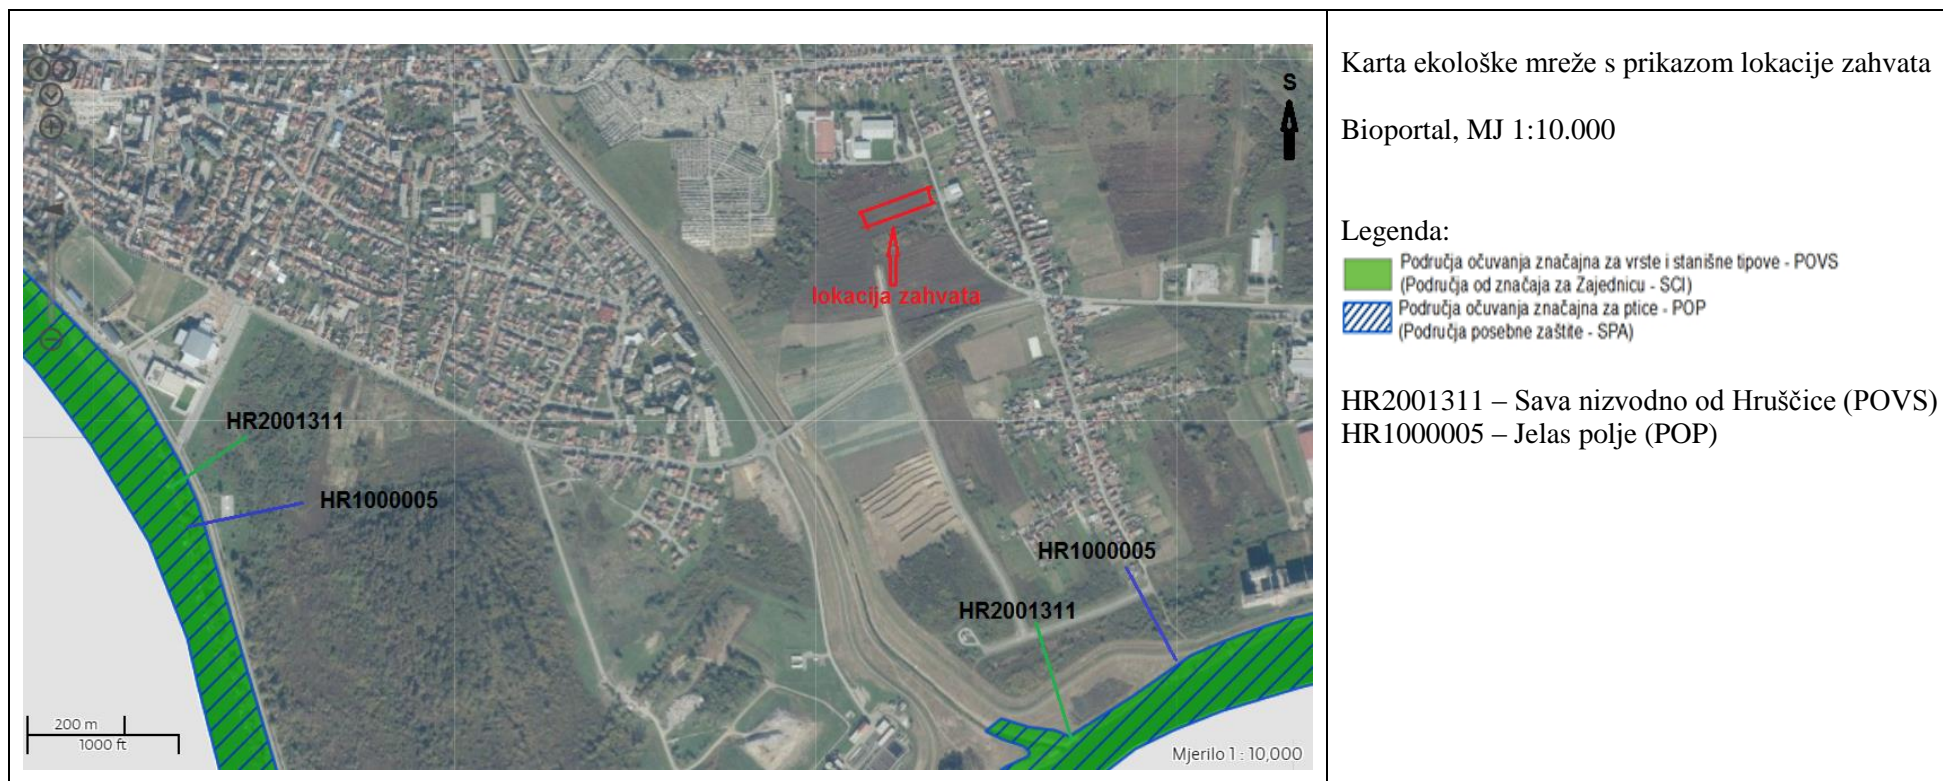 S
lokacija zahvata
HR2001311
HR1000005
HR1000005
HR2001311
200 m
1000 ft
Mjerilo 1 : 10,000
Karta ekološke mreže s prikazom lokacije zahvata
Bioportal, MJ 1:10.000
Legenda:
Područja očuvanja značajna za vrste i stanišne tipove - POVS
(Područja od značaja za Zajednicu - SCI)
Područja očuvanja značajna za ptice - POP
(Područja posebne zaštite - SPA)
HR2001311 – Sava nizvodno od Hruščice (POVS)
HR1000005 – Jelas polje (POP)